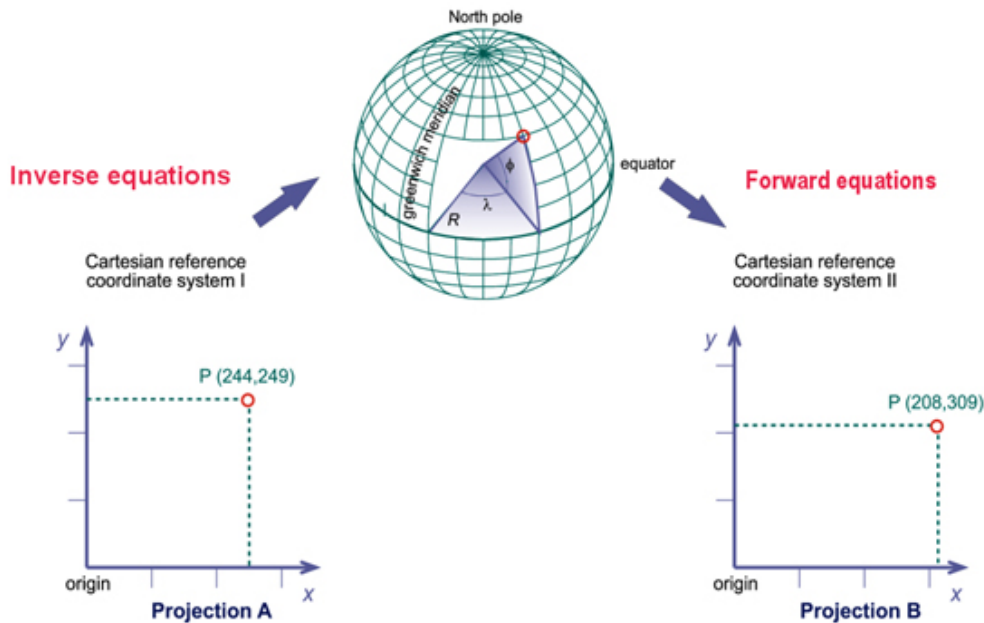 North pole
greenwich meridian
ϕ
λ
R
equator
Inverse equations
Forward equations
Cartesian reference
coordinate system I
Cartesian reference
coordinate system II
y
P (244,249)
origin
x
Projection A
y
P (208,309)
origin
x
Projection B